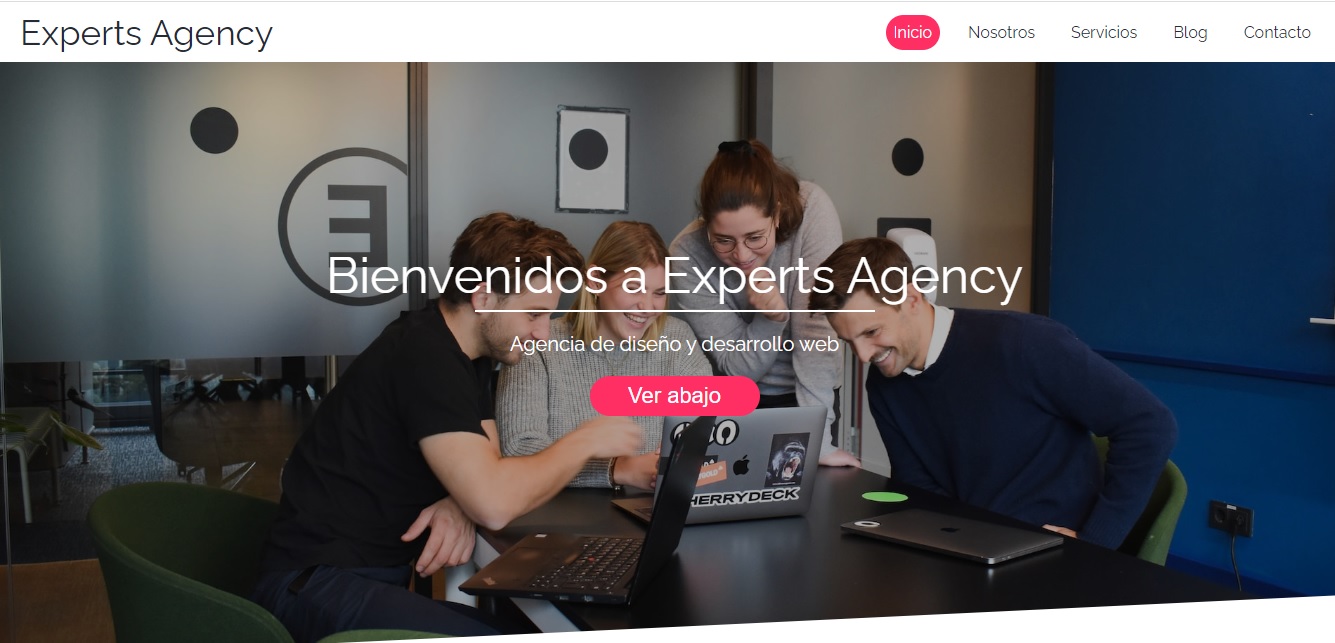 Experts Agency
Inicio Nosotros Servicios Blog Contacto
Bienvenidos a Experts Agency
Agencia de diseño y desarrollo web
Ver abajo
HERRYDECK